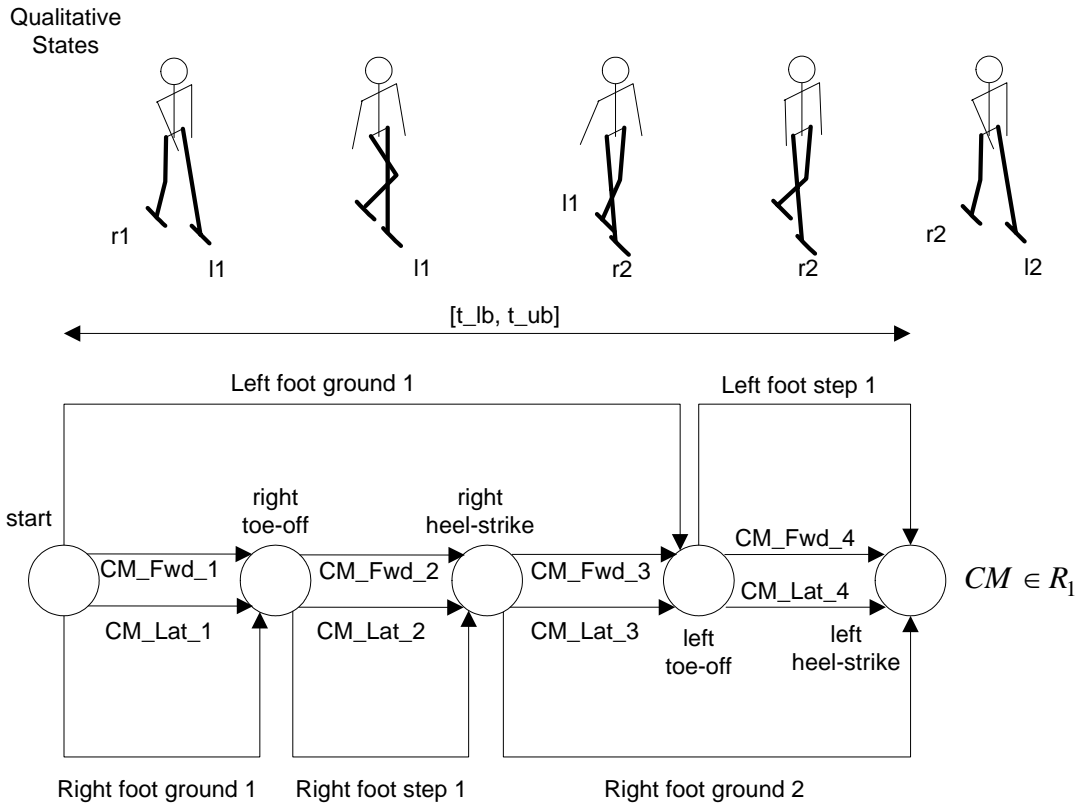 Qualitative
States
r1
l1
l1
l1
r2
r2
r2
l2
[t_lb, t_ub]
Left foot ground 1
Left foot step 1
start
right
toe-off
right
heel-strike
CM_Fwd_1
CM_Fwd_2
CM_Fwd_3
CM_Fwd_4
CM_Lat_1
CM_Lat_2
CM_Lat_3
CM_Lat_4
CM ∈ R₁
left
toe-off
left
heel-strike
Right foot ground 1
Right foot step 1
Right foot ground 2